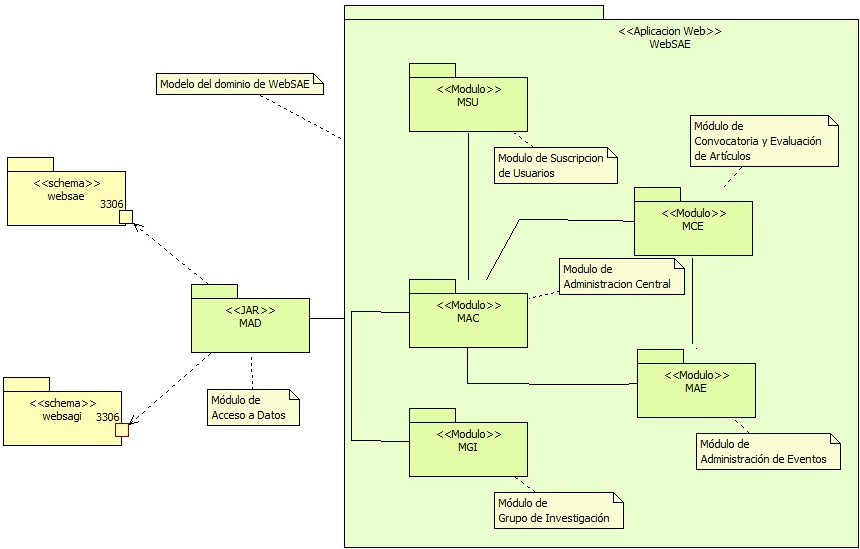 <<Aplicacion Web>>
WebSAE
Modelo del dominio de WebSAE
<<Modulo>>
MSU
Módulo de
Convocatoria y Evaluación
de Artículos
Modulo de Suscripcion
de Usuarios
<<schema>>
websae
3306
<<Modulo>>
MCE
Modulo de
Administracion Central
<<JAR>>
MAD
<<Modulo>>
MAC
<<Modulo>>
MAE
<<schema>>
websagi
3306
Módulo de
Acceso a Datos
<<Modulo>>
MGI
Módulo de
Administración de Eventos
Módulo de
Grupo de Investigación